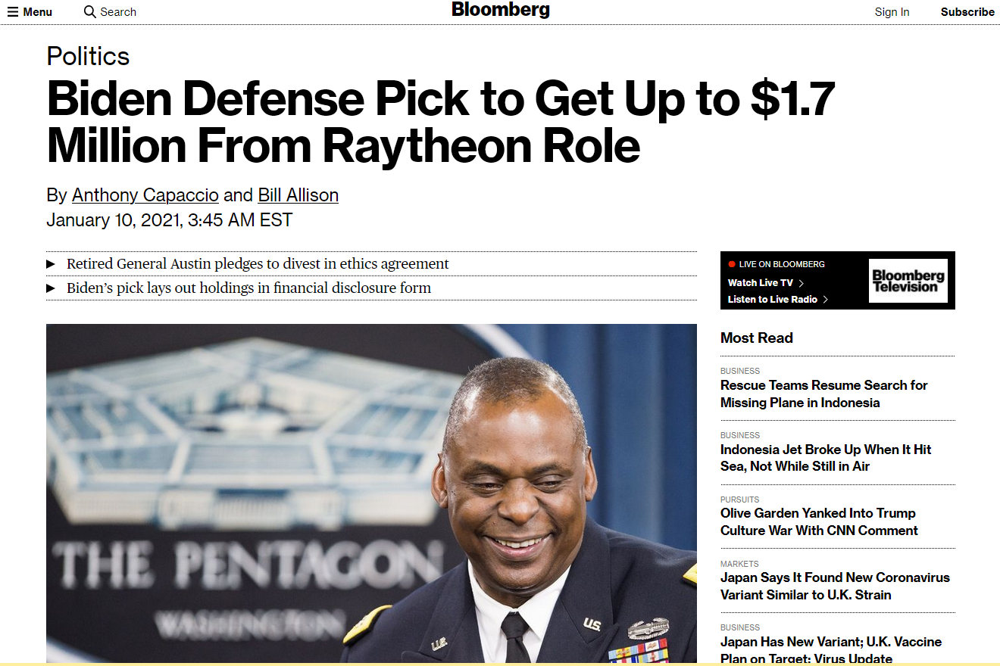 Menu
Search
Bloomberg
Sign In
Subscribe
Politics
Biden Defense Pick to Get Up to $1.7
Million From Raytheon Role
By Anthony Capaccio and Bill Allison
January 10, 2021, 3:45 AM EST
Retired General Austin pledges to divest in ethics agreement
Biden’s pick lays out holdings in financial disclosure form
THE PENTAGON
WASHINGTON
U.S.
U.S.
LIVE ON BLOOMBERG
Watch Live TV
Listen to Live Radio
Bloomberg
Television
Most Read
BUSINESS
Rescue Teams Resume Search for
Missing Plane in Indonesia
BUSINESS
Indonesia Jet Broke Up When It Hit
Sea, Not While Still in Air
PURSUITS
Olive Garden Yanked Into Trump
Culture War With CNN Comment
MARKETS
Japan Says It Found New Coronavirus
Variant Similar to U.K. Strain
BUSINESS
Japan Has New Variant; U.K. Vaccine
Plan on Target: Virus Update